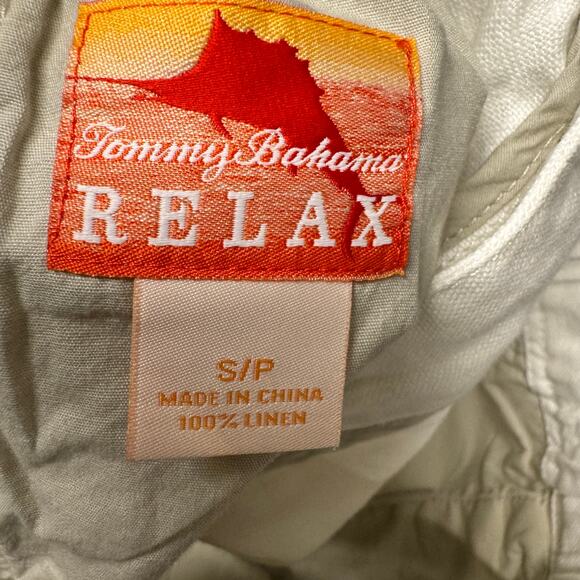 Tommy Bahama
RELAX
S/P
MADE IN CHINA
100% LINEN